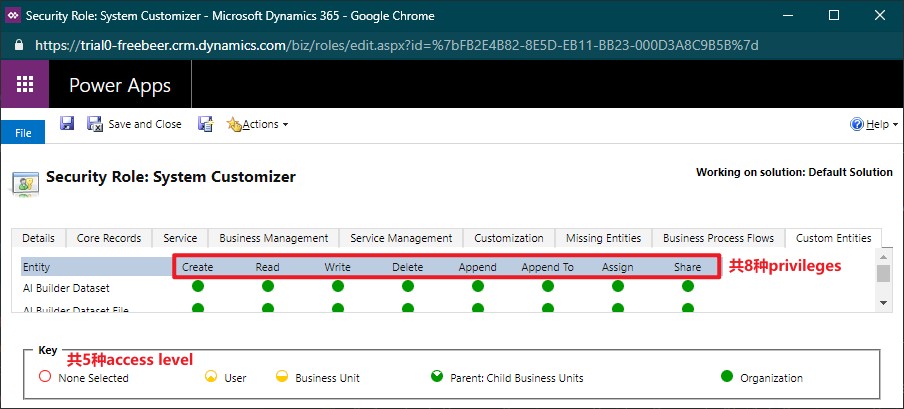 Security Role: System Customizer - Microsoft Dynamics 365 - Google Chrome
https://trial0-freebeer.crm.dynamics.com/biz/roles/edit.aspx?id=%7bFB2E4B82-8E5D-EB11-BB23-000D3A8C9B5B%7d
Power Apps
File Save and Close Actions Help
Security Role: System Customizer
Working on solution: Default Solution
Details Core Records Service Business Management Service Management Customization Missing Entities Business Process Flows Custom Entities
Entity Create Read Write Delete Append Append To Assign Share 共8种privileges
AI Builder Dataset
AI Builder Dataset File
Key 共5种access level
None Selected User Business Unit Parent: Child Business Units Organization